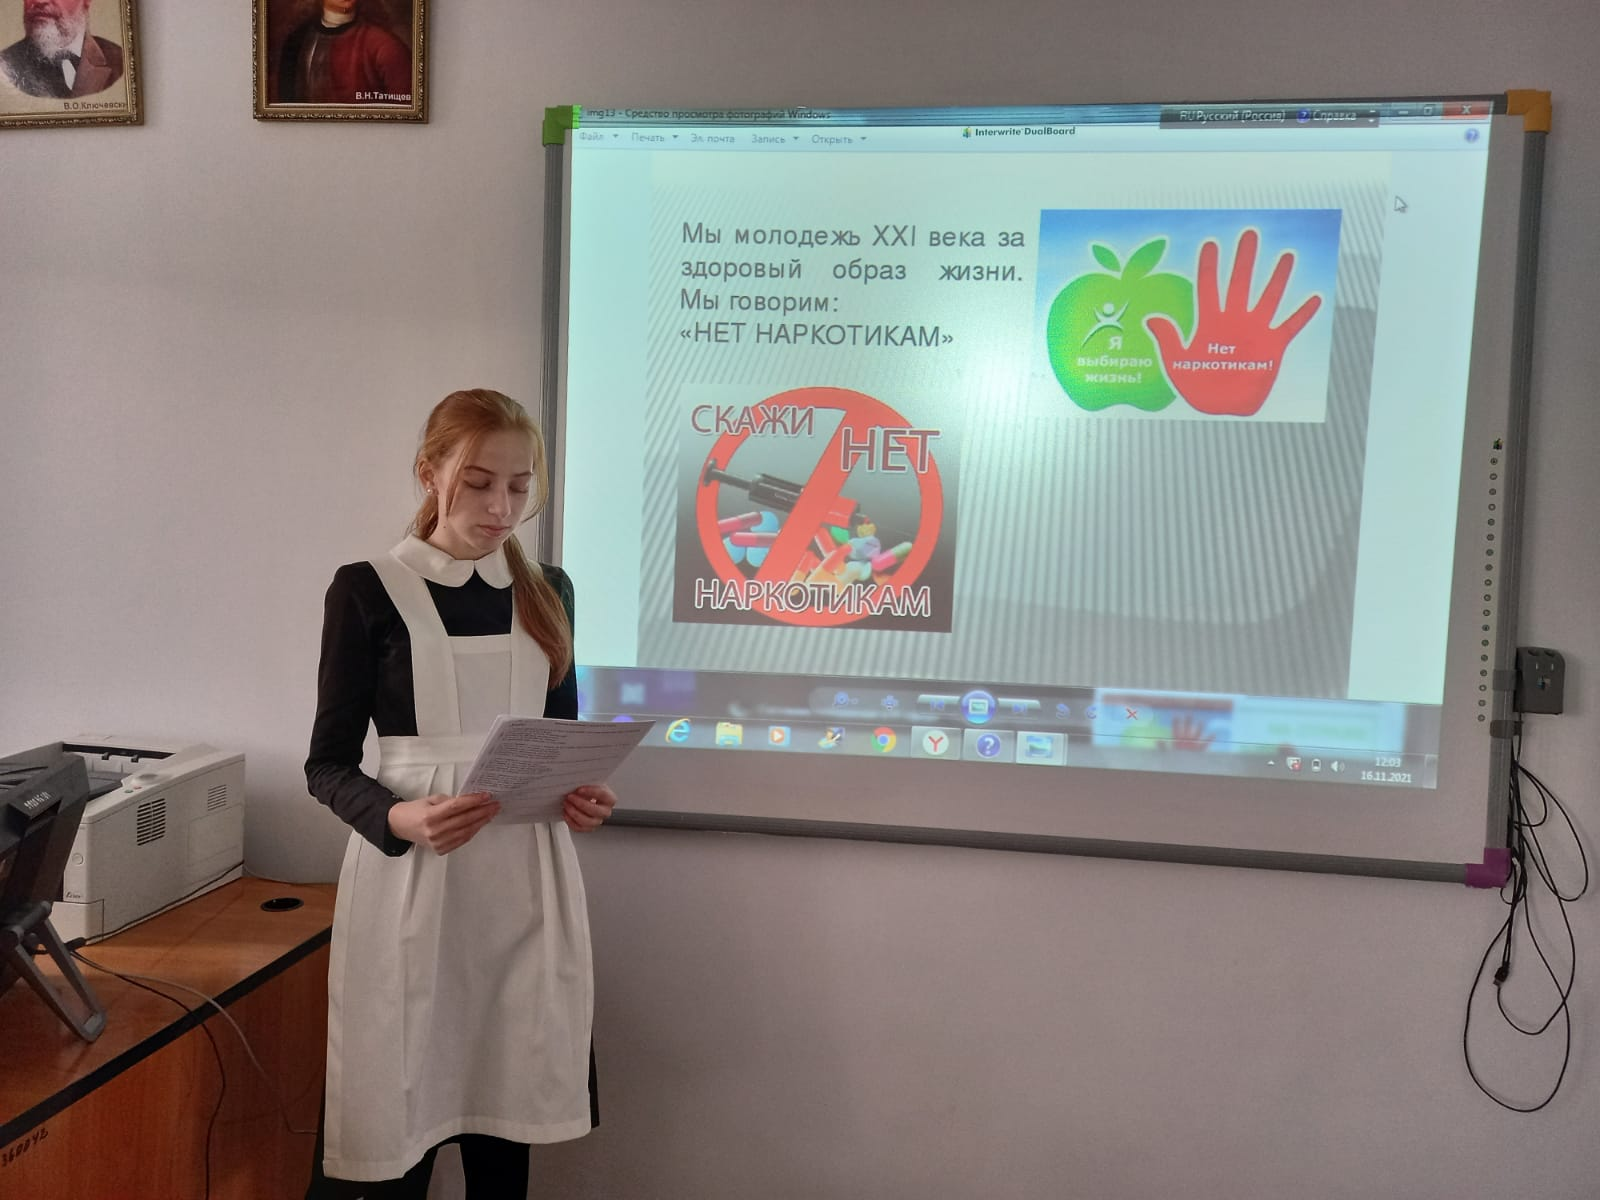 В.О.Ключевски
В.Н.Татищев
img13 - Средство просмотра фотографий Windows
RU Русский (Россия) Справка
Файл Печать Эл. почта Запись Открыть
Interwrite DualBoard
Мы молодежь XXI века за
здоровый образ жизни.
Мы говорим:
«НЕТ НАРКОТИКАМ»
Я
выбираю
жизнь!
Нет
наркотикам!
СКАЖИ
НЕТ
НАРКОТИКАМ
12:03
16.11.2021